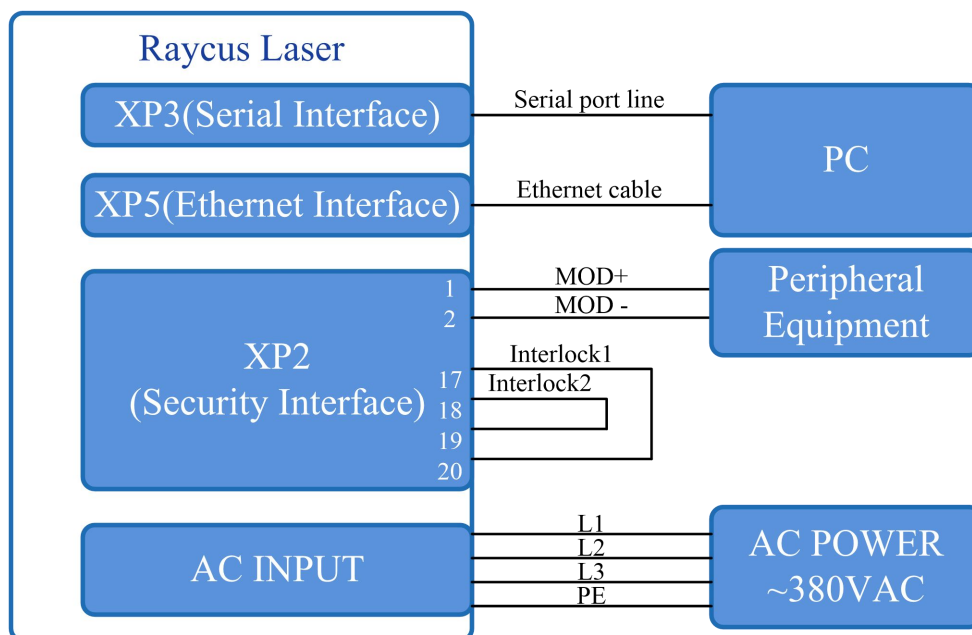 Raycus Laser
XP3(Serial Interface)
Serial port line
PC
XP5(Ethernet Interface)
Ethernet cable
XP2
(Security Interface)
1
2
17
18
19
20
MOD+
MOD -
Interlock1
Interlock2
Peripheral
Equipment
AC INPUT
L1
L2
L3
PE
AC POWER
~380VAC